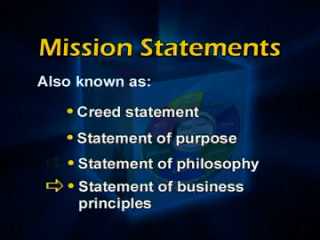 Mission Statements
Also known as:
• Creed statement
• Statement of purpose
• Statement of philosophy
• Statement of business
principles